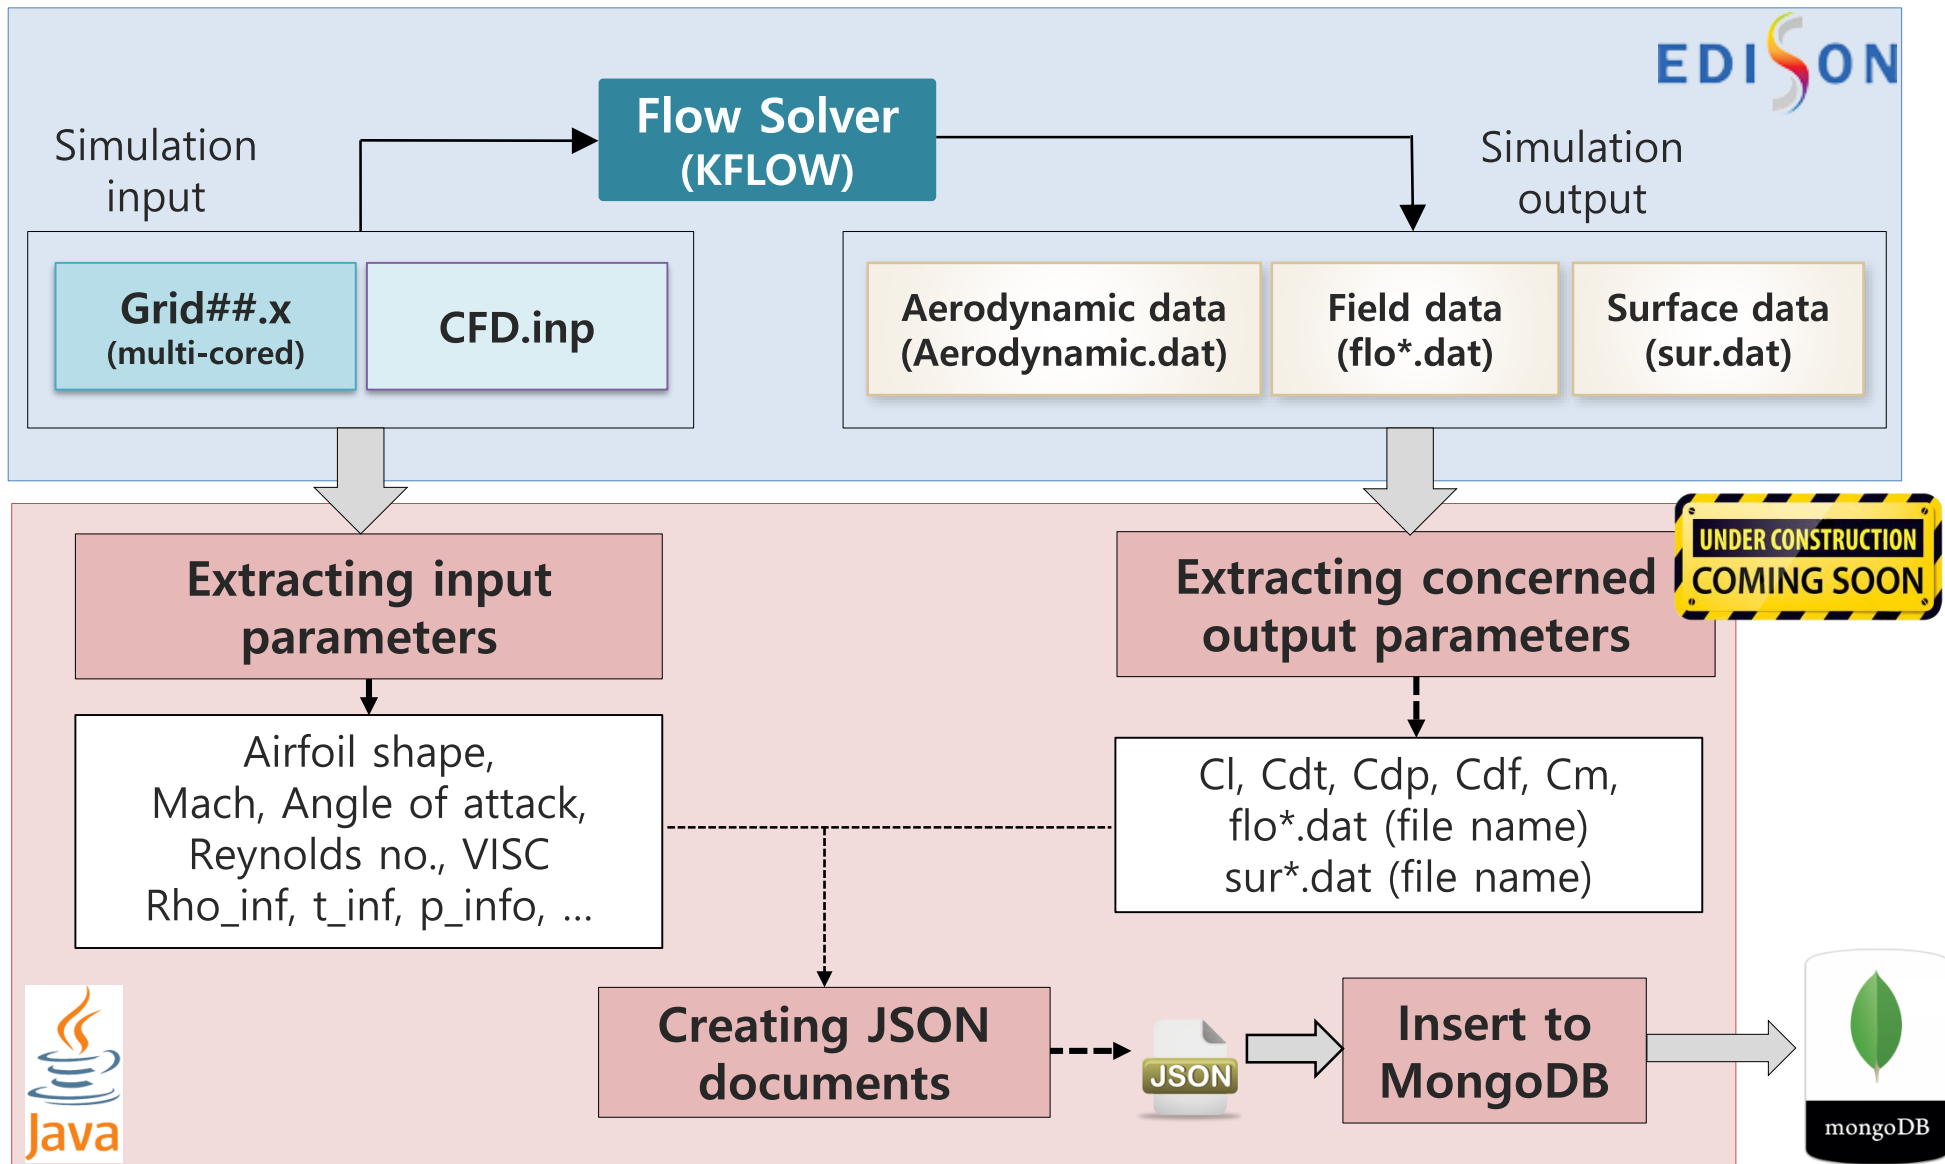 EDISON
Flow Solver
(KFLOW)
Simulation
input
Simulation
output
Grid##.x
(multi-cored)
CFD.inp
Aerodynamic data
(Aerodynamic.dat)
Field data
(flo*.dat)
Surface data
(sur.dat)
UNDER CONSTRUCTION
COMING SOON
Extracting input
parameters
Extracting concerned
output parameters
Airfoil shape,
Mach, Angle of attack,
Reynolds no., VISC
Rho_inf, t_inf, p_info, ...
Cl, Cdt, Cdp, Cdf, Cm,
flo*.dat (file name)
sur*.dat (file name)
Java
Creating JSON
documents
JSON
Insert to
MongoDB
mongoDB